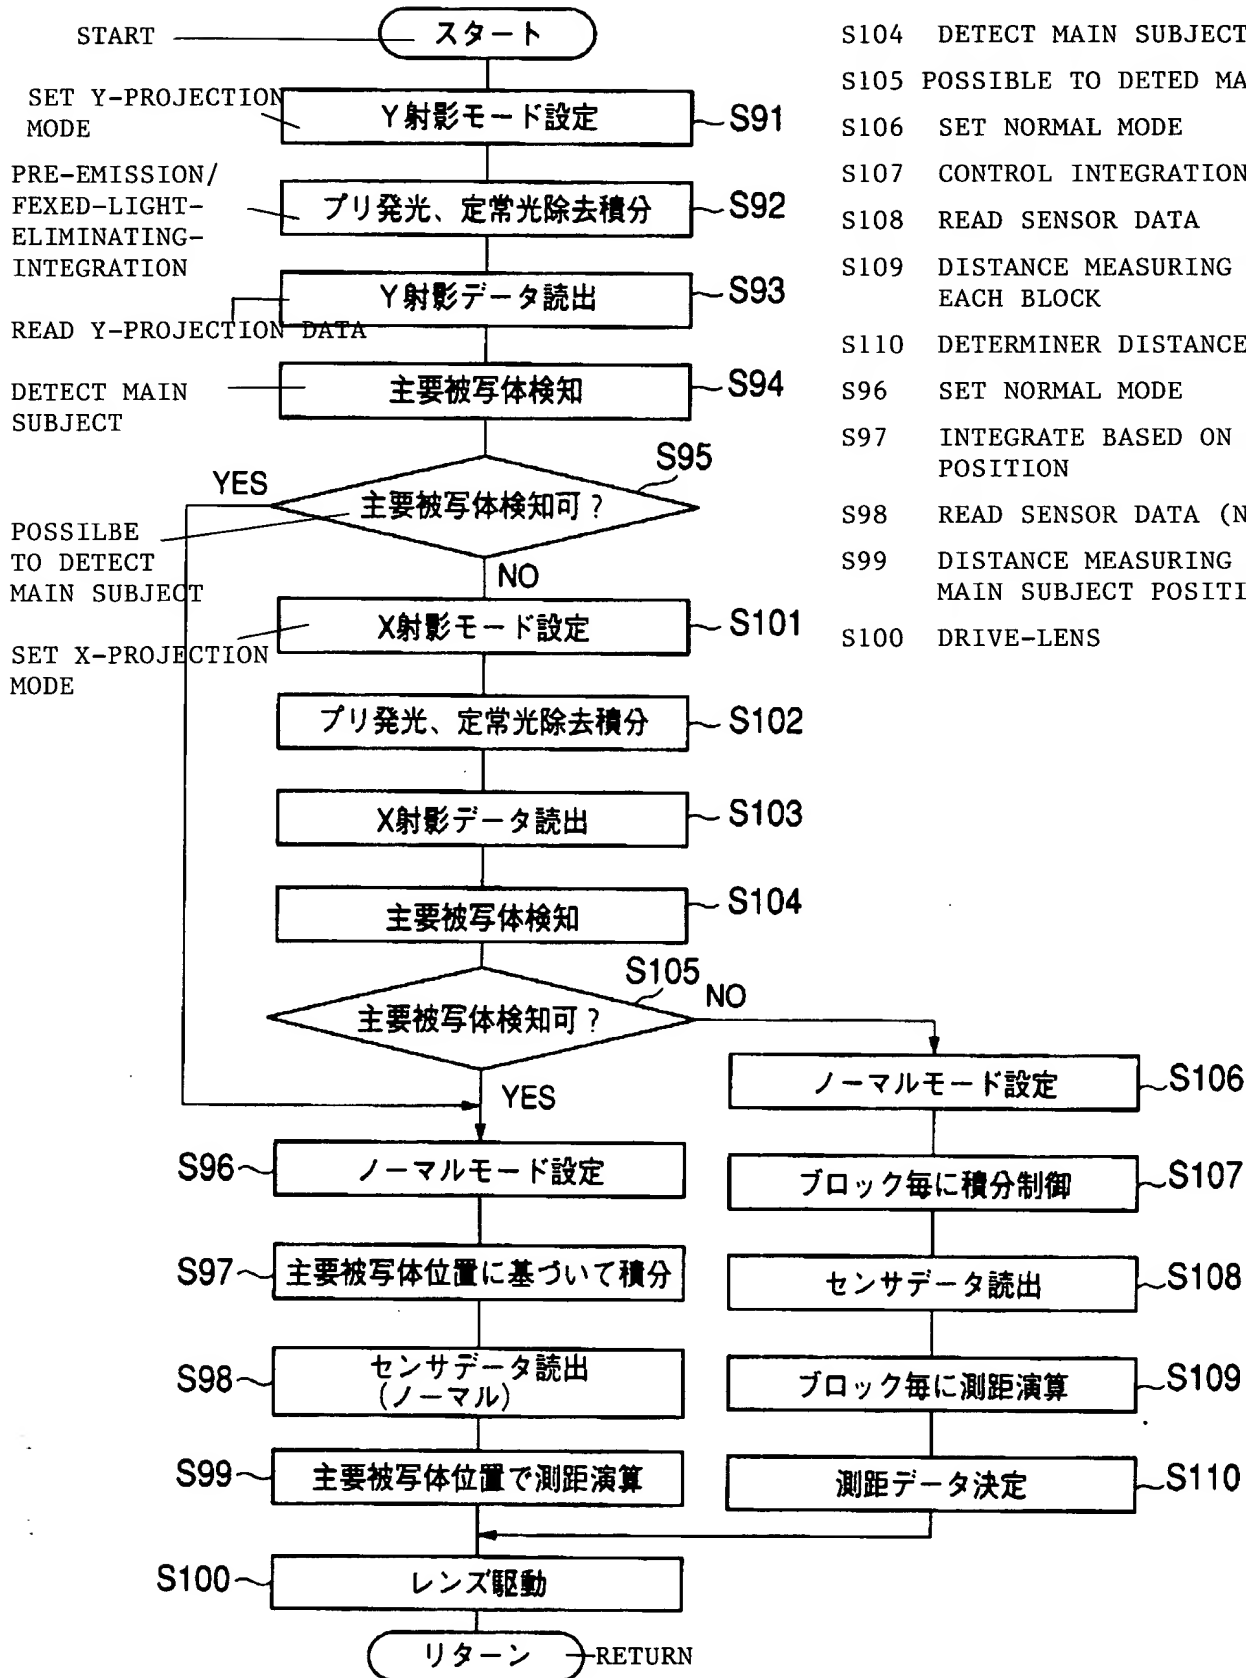 START
スタート
SET Y-PROJECTION
MODE
Y射影モード設定
S91
PRE-EMISSION/
FEXED-LIGHT-
ELIMINATING-
INTEGRATION
プリ発光、定常光除去積分
S92
Y射影データ読出
S93
READ Y-PROJECTION DATA
DETECT MAIN
SUBJECT
主要被写体検知
S94
S95
YES
主要被写体検知可?
POSSILBE
TO DETECT
MAIN SUBJECT
NO
X射影モード設定
S101
SET X-PROJECTION
MODE
プリ発光、定常光除去積分
S102
X射影データ読出
S103
主要被写体検知
S104
S105
主要被写体検知可?
NO
YES
S96
ノーマルモード設定
S97
主要被写体位置に基づいて積分
S98
センサデータ読出
(ノーマル)
S99
主要被写体位置で測距演算
ノーマルモード設定
S106
ブロック毎に積分制御
S107
センサデータ読出
S108
ブロック毎に測距演算
S109
測距データ決定
S110
S100
レンズ駆動
リターン
RETURN
S104 DETECT MAIN SUBJECT
S105 POSSIBLE TO DETED MA
S106 SET NORMAL MODE
S107 CONTROL INTEGRATION
S108 READ SENSOR DATA
S109 DISTANCE MEASURING
EACH BLOCK
S110 DETERMINER DISTANCE
S96 SET NORMAL MODE
S97 INTEGRATE BASED ON
POSITION
S98 READ SENSOR DATA (N
S99 DISTANCE MEASURING
MAIN SUBJECT POSITI
S100 DRIVE-LENS